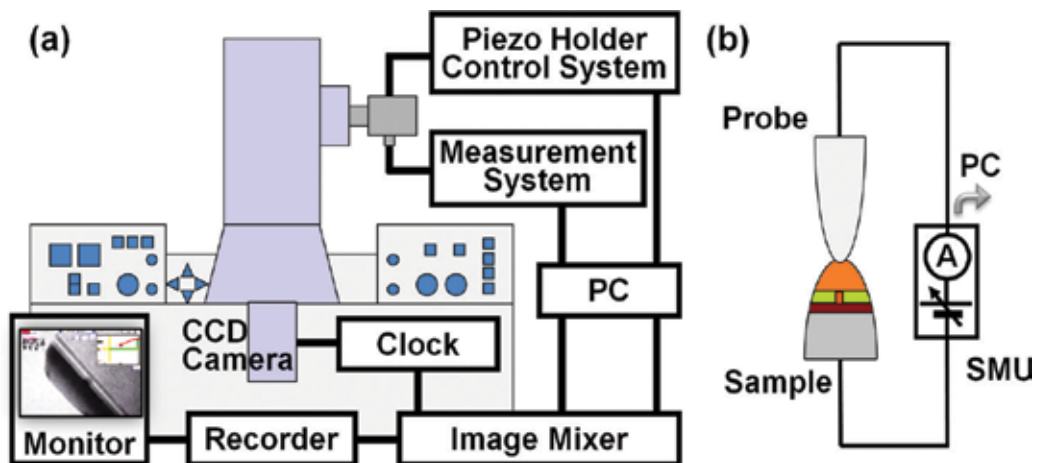 (a)
Piezo Holder
Control System
Measurement
System
PC
CCD
Camera
Clock
Monitor
Recorder
Image Mixer
(b)
Probe
PC
A
Sample
SMU